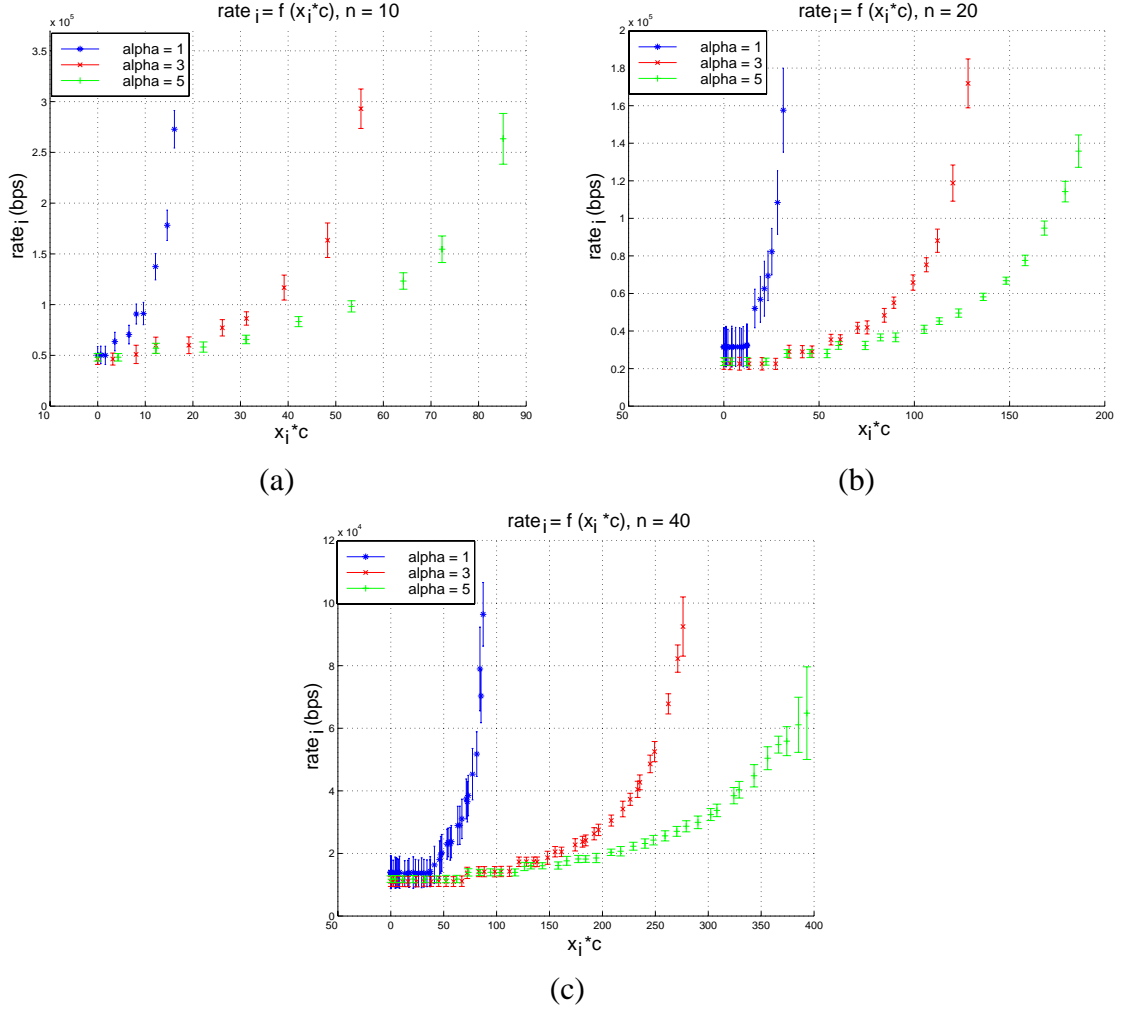 rate i = f (x i *c), n = 10
x 10 5
alpha = 1
alpha = 3
alpha = 5
3.5
3
2.5
2
1.5
1
0.5
0
10 0 10 20 30 40 50 60 70 80 90
rate i (bps)
x i *c
(a)
rate i = f (x i *c), n = 20
x 10 5
alpha = 1
alpha = 3
alpha = 5
2
1.8
1.6
1.4
1.2
1
0.8
0.6
0.4
0.2
50 0 50 100 150 200
rate i (bps)
x i *c
(b)
rate i = f (x i *c), n = 40
x 10 4
alpha = 1
alpha = 3
alpha = 5
12
10
8
6
4
2
0
50 0 50 100 150 200 250 300 350 400
rate i (bps)
x i *c
(c)